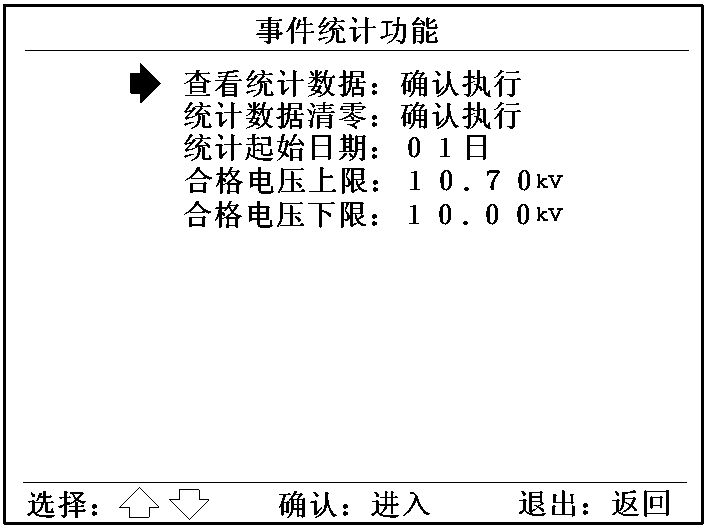 事件统计功能
查看统计数据：确认执行
统计数据清零：确认执行
统计起始日期：01日
合格电压上限：10.70kV
合格电压下限：10.00kV
选择： 确认：进入 退出：返回